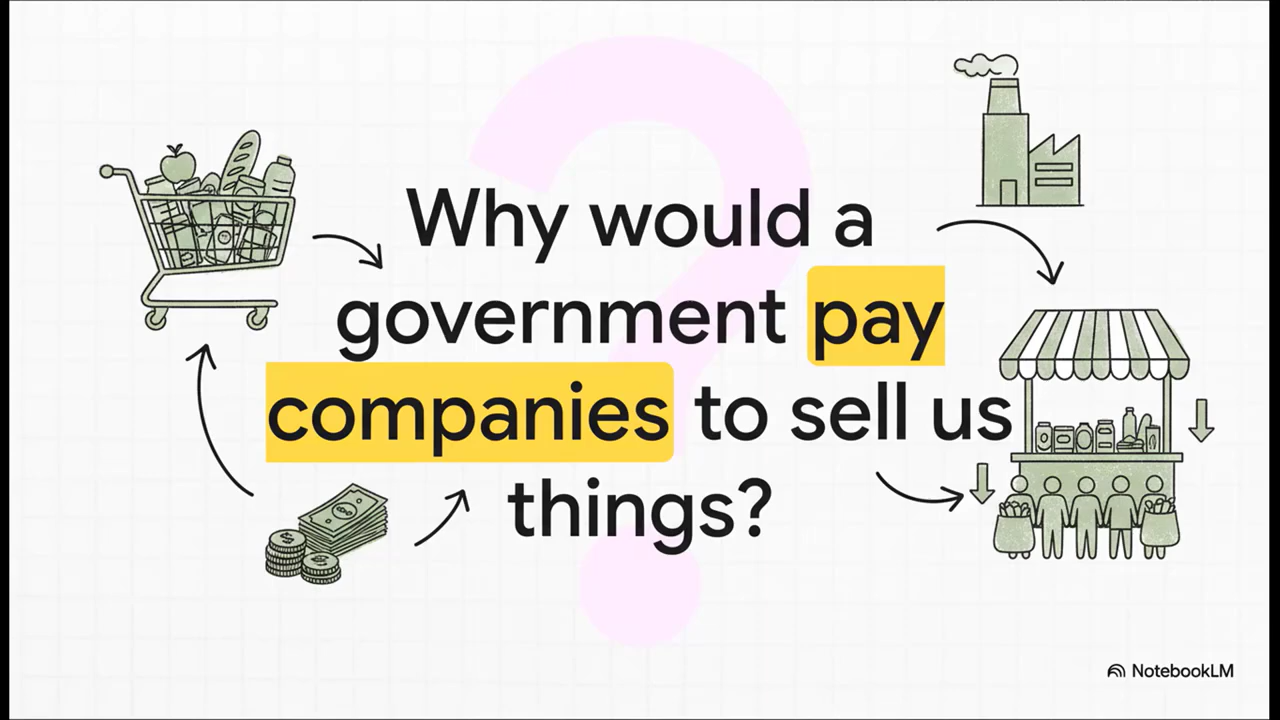 Why would a
government pay
companies to sell us
things?
NotebookLM